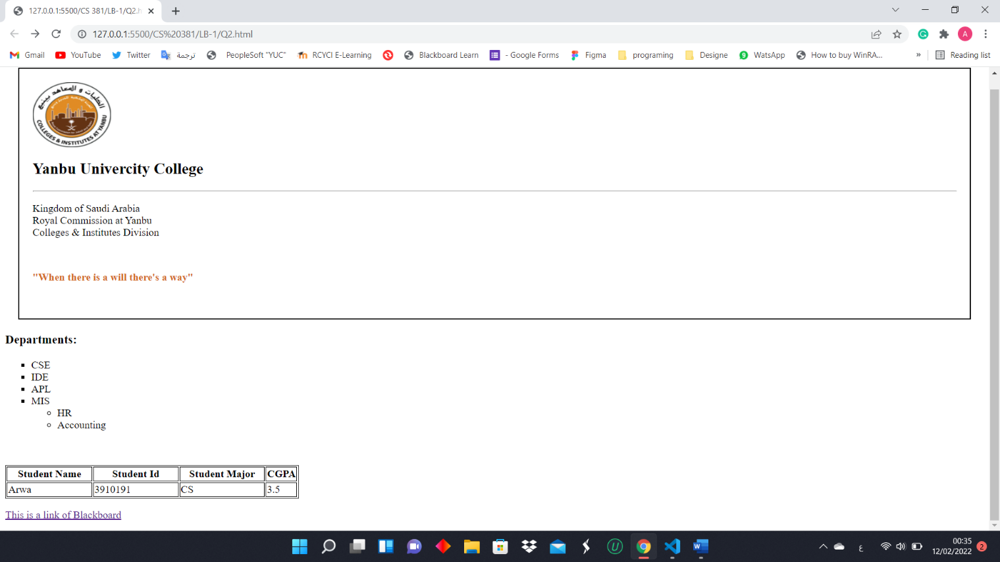 127.0.0.1:5500/CS 381/LB-1/Q2.h
127.0.0.1:5500/CS%20381/LB-1/Q2.html
A
Gmail
YouTube
Twitter
ترجمة
PeopleSoft "YUC"
RCYCI E-Learning
Blackboard Learn
- Google Forms
Figma
programing
Designe
9
WatsApp
How to buy WinRA...
»
Reading list
الكليات و المعاهد بينبع
COLLEGES & INSTITUTES AT YANBU
Yanbu Univercity College
Kingdom of Saudi Arabia
Royal Commission at Yanbu
Colleges & Institutes Division
"When there is a will there's a way"
Departments:
CSE
IDE
APL
MIS
HR
Accounting
Student Name Student Id Student Major CGPA
Arwa 3910191 CS 3.5
This is a link of Blackboard
ع
00:35
12/02/2022
2